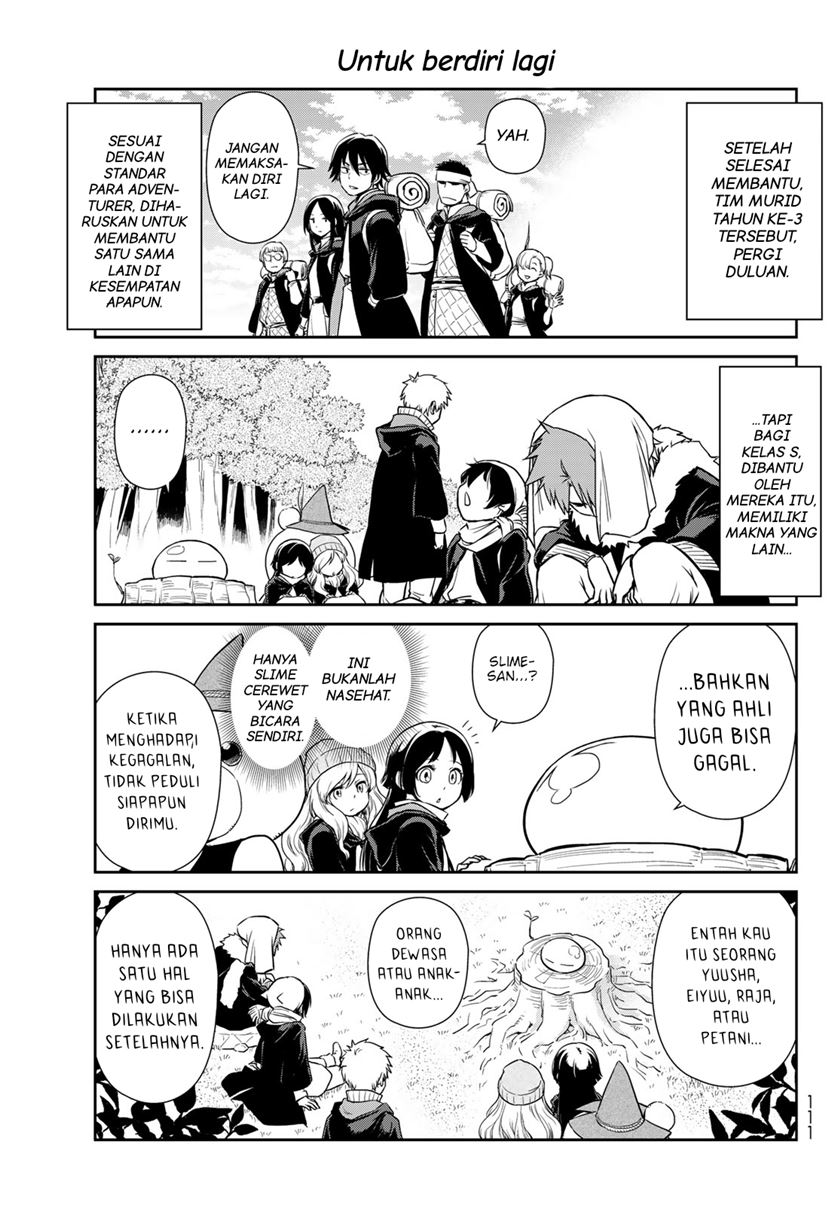 Untuk berdiri lagi
SETELAH
SELESAI
MEMBANTU,
TIM MURID
TAHUN KE-3
TERSEBUT,
PERGI
DULUAN.
YAH.
JANGAN
MEMAKSA-
KAN DIRI
LAGI.
SESUAI
DENGAN
STANDAR
PARA ADVEN-
TURER, DIHA-
RUSKAN UNTUK
MEMBANTU
SATU SAMA
LAIN DI
KESEMPATAN
APAPUN.
...TAPI
BAGI
KELAS S,
DIBANTU
OLEH
MEREKA ITU,
MEMILIKI
MAKNA YANG
LAIN...
......
...BAHKAN
YANG AHLI
JUGA BISA
GAGAL.
SLIME-
SAN...?
INI
BUKANLAH
NASEHAT.
HANYA
SLIME
CEREWET
YANG
BICARA
SENDIRI.
KETIKA
MENGHADAPI
KEGAGALAN,
TIDAK PEDULI
SIAPAPUN
DIRIMU.
ENTAH KAU
ITU SEORANG
YUUSHA,
EIYUU, RAJA,
ATAU
PETANI...
ORANG
DEWASA
ATAU ANAK-
ANAK...
HANYA ADA
SATU HAL
YANG BISA
DILAKUKAN
SETELAHNYA.
111